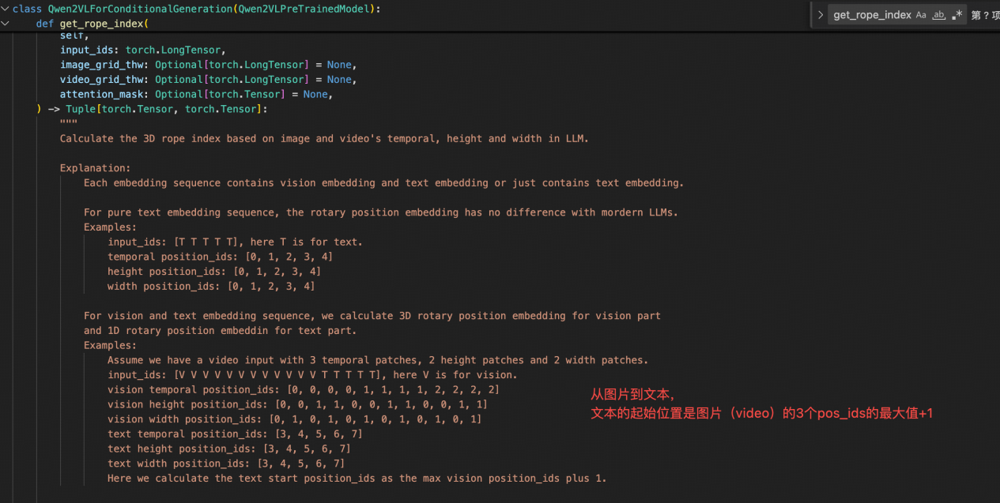 class Qwen2VLForConditionalGeneration(Qwen2VLPreTrainedModel):
def get_rope_index(
get_rope_index Aa ab .* 第 ? 项
self,
input_ids: torch.LongTensor,
image_grid_thw: Optional[torch.LongTensor] = None,
video_grid_thw: Optional[torch.LongTensor] = None,
attention_mask: Optional[torch.Tensor] = None,
) -> Tuple[torch.Tensor, torch.Tensor]:
"""
Calculate the 3D rope index based on image and video's temporal, height and width in LLM.
Explanation:
Each embedding sequence contains vision embedding and text embedding or just contains text embedding.
For pure text embedding sequence, the rotary position embedding has no difference with mordern LLMs.
Examples:
input_ids: [T T T T T], here T is for text.
temporal position_ids: [0, 1, 2, 3, 4]
height position_ids: [0, 1, 2, 3, 4]
width position_ids: [0, 1, 2, 3, 4]
For vision and text embedding sequence, we calculate 3D rotary position embedding for vision part
and 1D rotary position embeddin for text part.
Examples:
Assume we have a video input with 3 temporal patches, 2 height patches and 2 width patches.
input_ids: [V V V V V V V V V V V V T T T T T], here V is for vision.
vision temporal position_ids: [0, 0, 0, 0, 1, 1, 1, 1, 2, 2, 2, 2]
vision height position_ids: [0, 0, 1, 1, 0, 0, 1, 1, 0, 0, 1, 1]
vision width position_ids: [0, 1, 0, 1, 0, 1, 0, 1, 0, 1, 0, 1]
text temporal position_ids: [3, 4, 5, 6, 7]
text height position_ids: [3, 4, 5, 6, 7]
text width position_ids: [3, 4, 5, 6, 7]
Here we calculate the text start position_ids as the max vision position_ids plus 1.
从图片到文本,
文本的起始位置是图片（video）的3个pos_ids的最大值+1